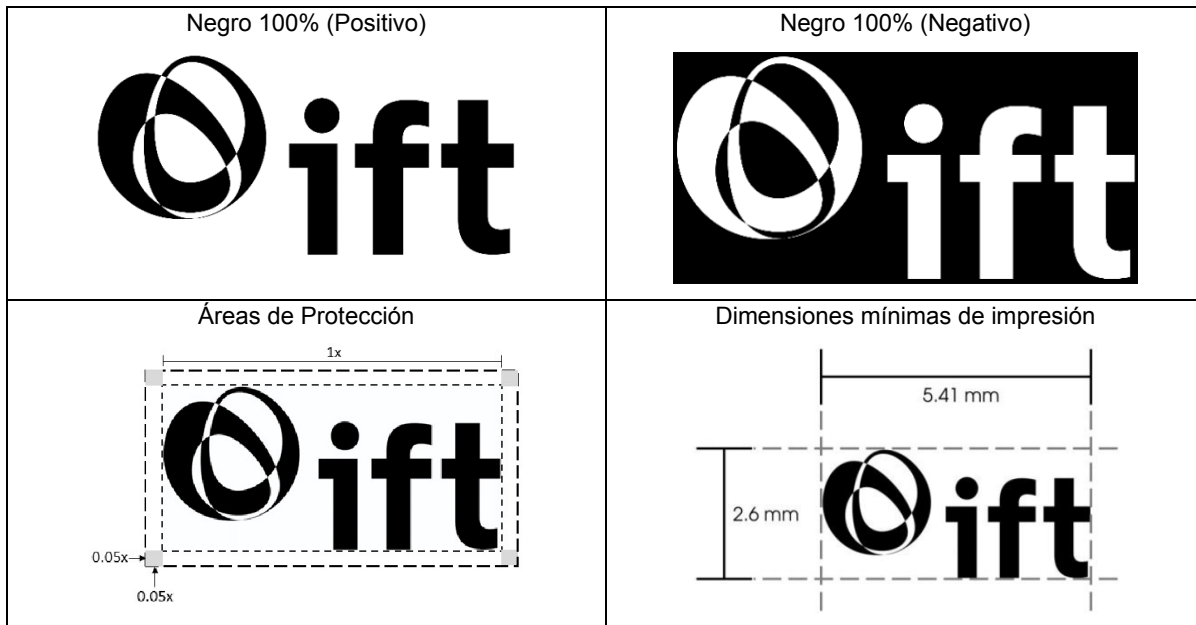 Negro 100% (Positivo)
ift
Negro 100% (Negativo)
ift
Áreas de Protección
1x
ift
0.05x
0.05x
Dimensiones mínimas de impresión
5.41 mm
2.6 mm
ift